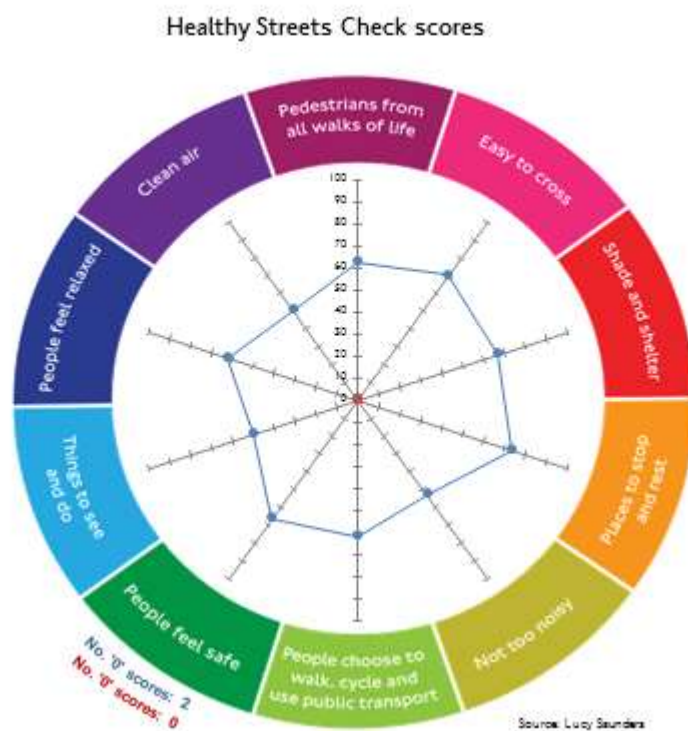 Healthy Streets Check scores
Pedestrians from
all walks of life
Easy to cross
Shade and shelter
Places to stop
and rest
Not too noisy
People choose to
walk, cycle and
use public transport
People feel safe
Things to see
and do
People feel relaxed
Clean air
100
90
80
70
60
50
40
30
20
10
0
No. '0' scores: 2
No. '0' scores: 0
Source: Lucy Saunders